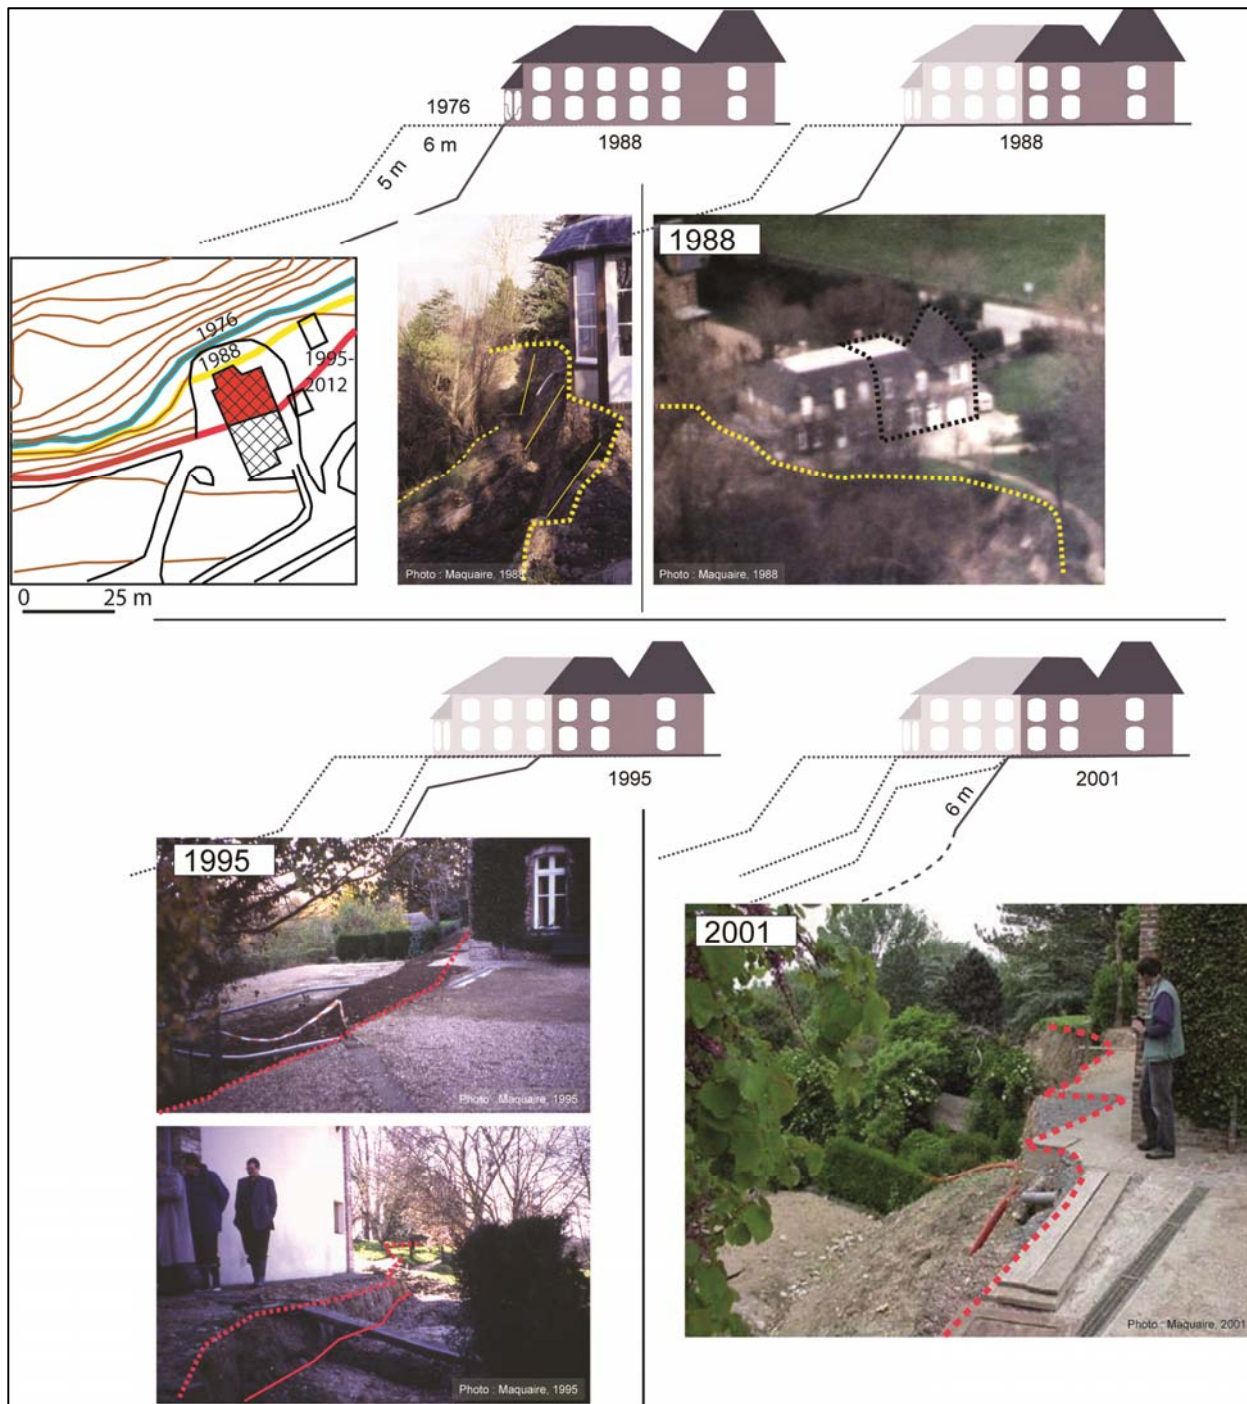 1976
6 m
5 m
1988
1988
1976
1988
1995-
2012
0 25 m
Photo : Maquaire, 1988
1988
Photo : Maquaire, 1988
1995
2001
6 m
1995
Photo : Maquaire, 1995
Photo : Maquaire, 1995
2001
Photo : Maquaire, 2001